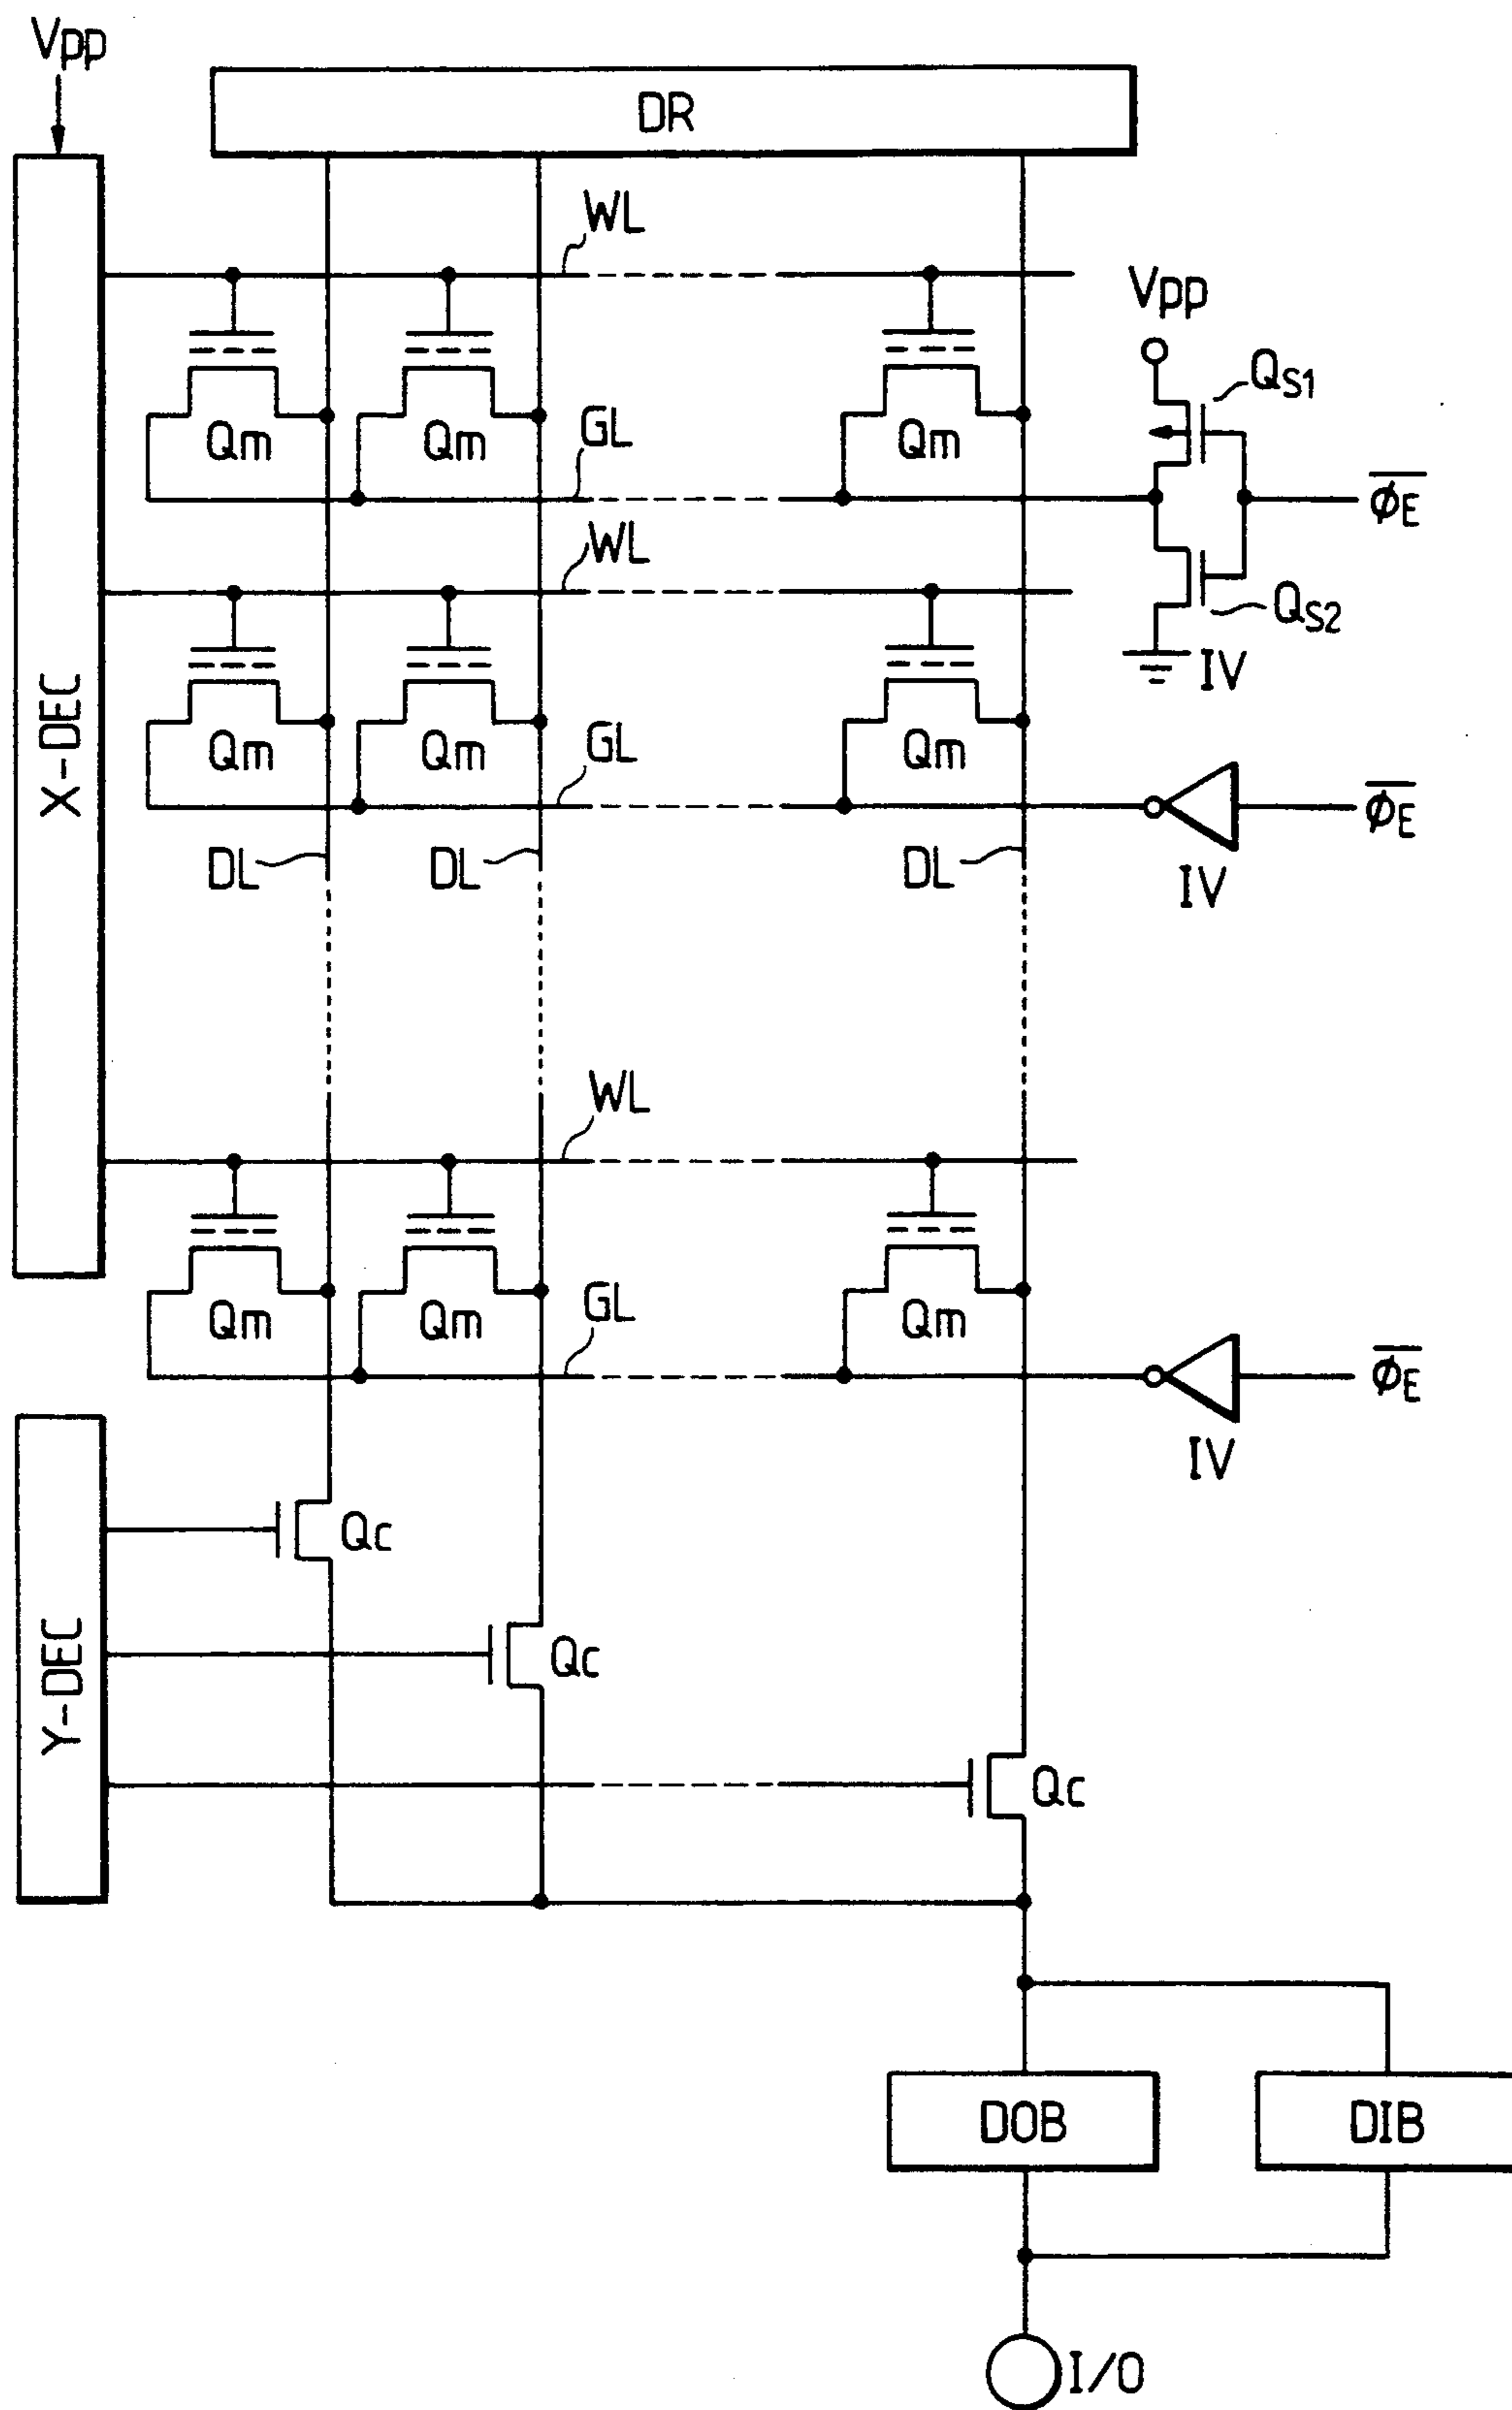 Vpp
DR
WL
Vpp
QS1
Qm Qm GL Qm
φE
WL
QS2
X-DEC
IV
Qm Qm GL Qm
φE
DL DL DL
IV
WL
Qm Qm GL Qm
φE
IV
Qc
Y-DEC
Qc
Qc
DOB DIB
I/O